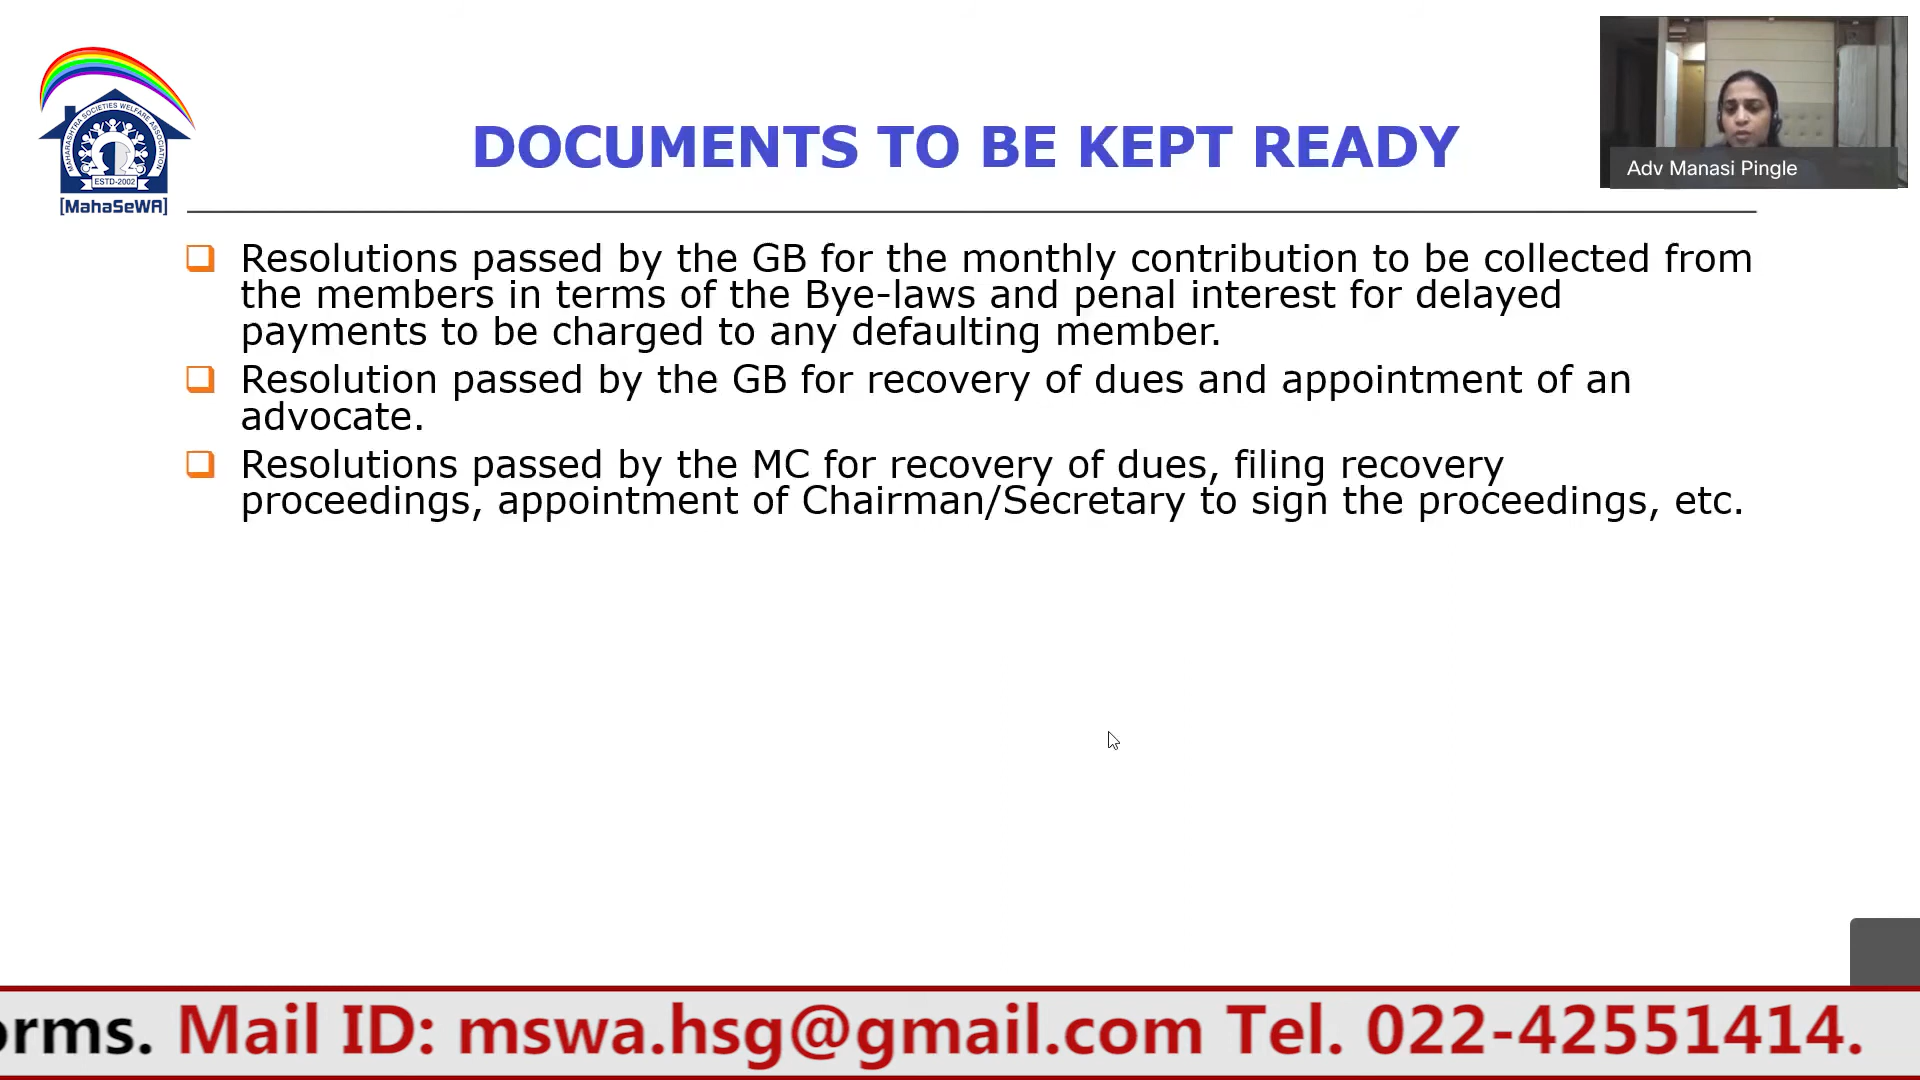 MAHARASHTRA SOCIETIES WELFARE ASSOCIATION
ESTD-2002
[MahaSeWA]
DOCUMENTS TO BE KEPT READY
Adv Manasi Pingle
Resolutions passed by the GB for the monthly contribution to be collected from
the members in terms of the Bye-laws and penal interest for delayed
payments to be charged to any defaulting member.
Resolution passed by the GB for recovery of dues and appointment of an
advocate.
Resolutions passed by the MC for recovery of dues, filing recovery
proceedings, appointment of Chairman/Secretary to sign the proceedings, etc.
orms. Mail ID: mswa.hsg@gmail.com Tel. 022-42551414.